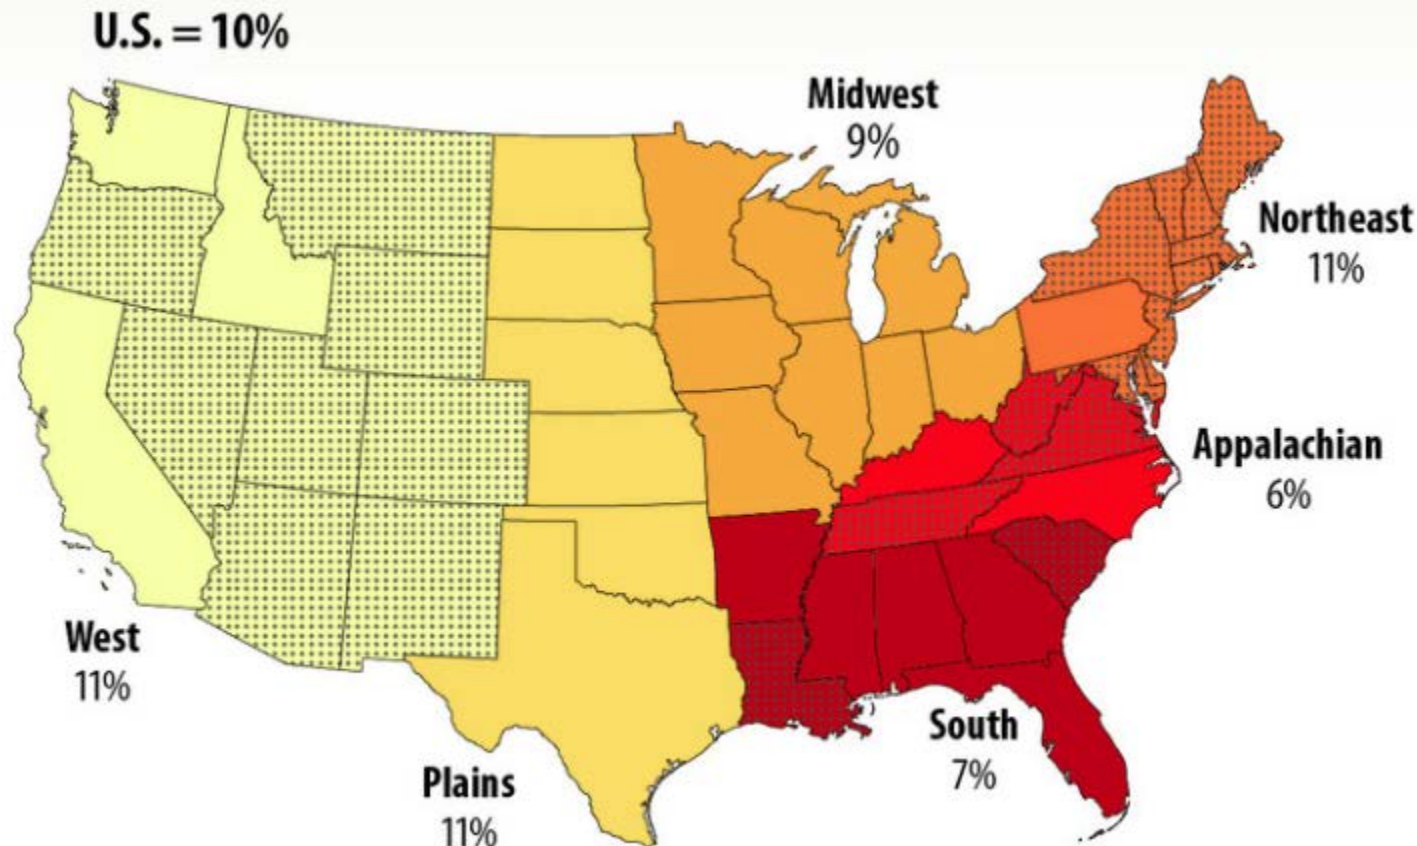 U.S. = 10%
Midwest
9%
Northeast
11%
Appalachian
6%
West
11%
South
7%
Plains
11%